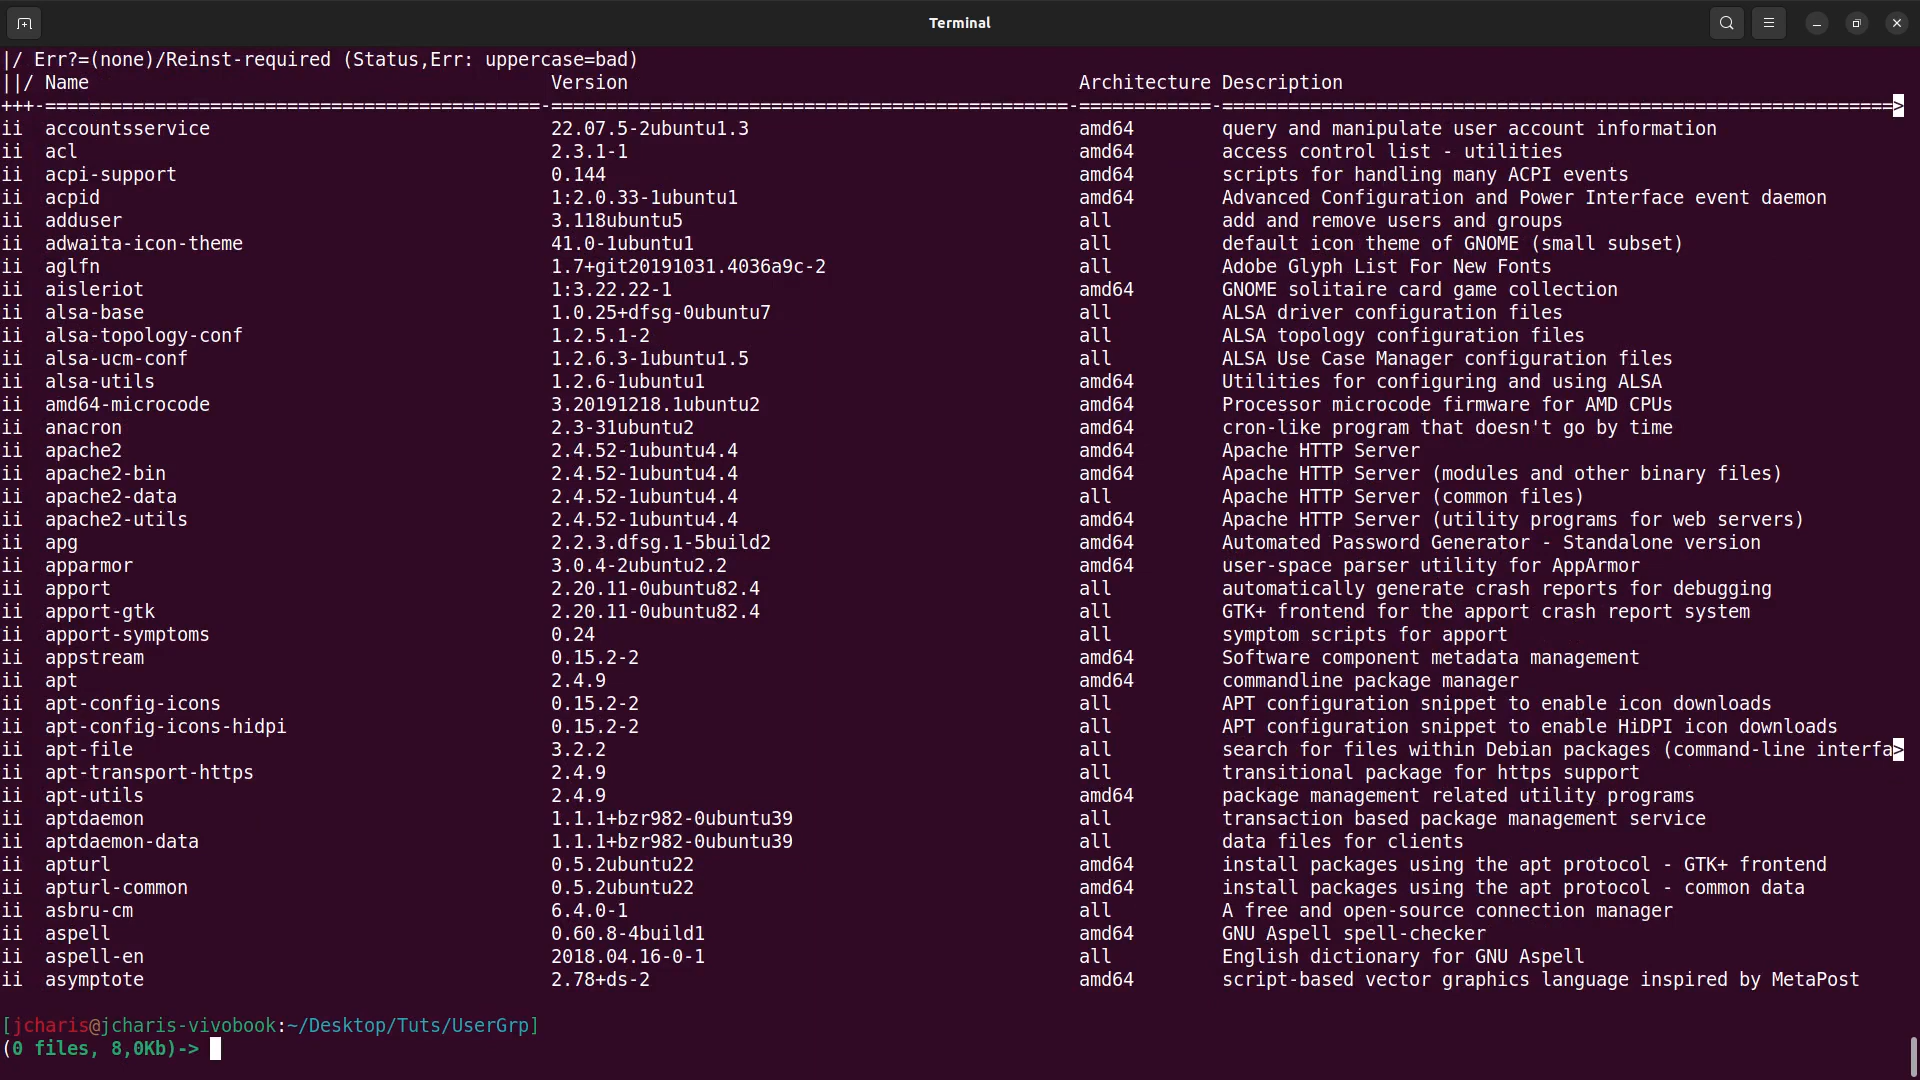 Terminal
|/ Err?=(none)/Reinst-required (Status,Err: uppercase=bad)
||/ Name                                          Version                                         Architecture Description
+++-=============================================-===============================================-============-=============================================================>
ii  accountsservice                               22.07.5-2ubuntu1.3                              amd64        query and manipulate user account information
ii  acl                                           2.3.1-1                                         amd64        access control list - utilities
ii  acpi-support                                  0.144                                           amd64        scripts for handling many ACPI events
ii  acpid                                         1:2.0.33-1ubuntu1                               amd64        Advanced Configuration and Power Interface event daemon
ii  adduser                                       3.118ubuntu5                                    all          add and remove users and groups
ii  adwaita-icon-theme                            41.0-1ubuntu1                                   all          default icon theme of GNOME (small subset)
ii  aglfn                                         1.7+git20191031.4036a9c-2                       all          Adobe Glyph List For New Fonts
ii  aisleriot                                     1:3.22.22-1                                     amd64        GNOME solitaire card game collection
ii  alsa-base                                     1.0.25+dfsg-0ubuntu7                            all          ALSA driver configuration files
ii  alsa-topology-conf                            1.2.5.1-2                                       all          ALSA topology configuration files
ii  alsa-ucm-conf                                 1.2.6.3-1ubuntu1.5                              all          ALSA Use Case Manager configuration files
ii  alsa-utils                                    1.2.6-1ubuntu1                                  amd64        Utilities for configuring and using ALSA
ii  amd64-microcode                               3.20191218.1ubuntu2                             amd64        Processor microcode firmware for AMD CPUs
ii  anacron                                       2.3-31ubuntu2                                   amd64        cron-like program that doesn't go by time
ii  apache2                                       2.4.52-1ubuntu4.4                               amd64        Apache HTTP Server
ii  apache2-bin                                   2.4.52-1ubuntu4.4                               amd64        Apache HTTP Server (modules and other binary files)
ii  apache2-data                                  2.4.52-1ubuntu4.4                               all          Apache HTTP Server (common files)
ii  apache2-utils                                 2.4.52-1ubuntu4.4                               amd64        Apache HTTP Server (utility programs for web servers)
ii  apg                                           2.2.3.dfsg.1-5build2                            amd64        Automated Password Generator - Standalone version
ii  apparmor                                      3.0.4-2ubuntu2.2                                amd64        user-space parser utility for AppArmor
ii  apport                                        2.20.11-0ubuntu82.4                             all          automatically generate crash reports for debugging
ii  apport-gtk                                    2.20.11-0ubuntu82.4                             all          GTK+ frontend for the apport crash report system
ii  apport-symptoms                               0.24                                            all          symptom scripts for apport
ii  appstream                                     0.15.2-2                                        amd64        Software component metadata management
ii  apt                                           2.4.9                                           amd64        commandline package manager
ii  apt-config-icons                              0.15.2-2                                        all          APT configuration snippet to enable icon downloads
ii  apt-config-icons-hidpi                        0.15.2-2                                        all          APT configuration snippet to enable HiDPI icon downloads
ii  apt-file                                      3.2.2                                           all          search for files within Debian packages (command-line interfa>
ii  apt-transport-https                           2.4.9                                           all          transitional package for https support
ii  apt-utils                                     2.4.9                                           amd64        package management related utility programs
ii  aptdaemon                                     1.1.1+bzr982-0ubuntu39                          all          transaction based package management service
ii  aptdaemon-data                                1.1.1+bzr982-0ubuntu39                          all          data files for clients
ii  apturl                                        0.5.2ubuntu22                                   amd64        install packages using the apt protocol - GTK+ frontend
ii  apturl-common                                 0.5.2ubuntu22                                   amd64        install packages using the apt protocol - common data
ii  asbru-cm                                      6.4.0-1                                         all          A free and open-source connection manager
ii  aspell                                        0.60.8-4build1                                  amd64        GNU Aspell spell-checker
ii  aspell-en                                     2018.04.16-0-1                                  all          English dictionary for GNU Aspell
ii  asymptote                                     2.78+ds-2                                       amd64        script-based vector graphics language inspired by MetaPost
[jcharis@jcharis-vivobook:~/Desktop/Tuts/UserGrp]
(0 files, 8,0Kb)->